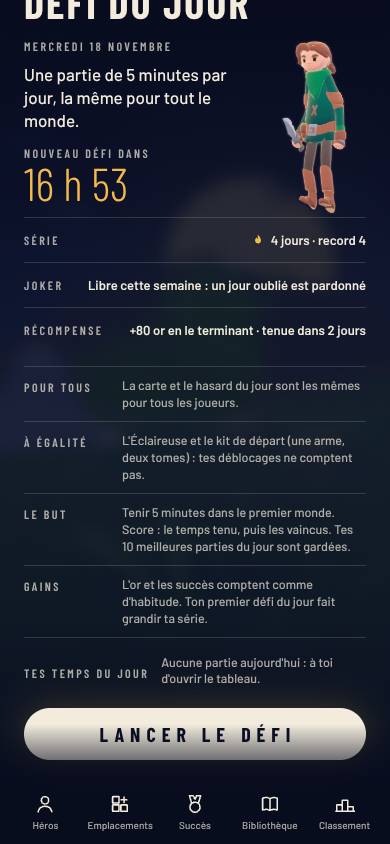 DÉFI DU JOUR
MERCREDI 18 NOVEMBRE
Une partie de 5 minutes par
jour, la même pour tout le
monde.
NOUVEAU DÉFI DANS
16 h 53
SÉRIE
4 jours · record 4
JOKER
Libre cette semaine : un jour oublié est pardonné
RÉCOMPENSE
+80 or en le terminant · tenue dans 2 jours
POUR TOUS
La carte et le hasard du jour sont les mêmes
pour tous les joueurs.
À ÉGALITÉ
L'Éclaireuse et le kit de départ (une arme,
deux tomes) : tes déblocages ne comptent
pas.
LE BUT
Tenir 5 minutes dans le premier monde.
Score : le temps tenu, puis les vaincus. Tes
10 meilleures parties du jour sont gardées.
GAINS
L'or et les succès comptent comme
d'habitude. Ton premier défi du jour fait
grandir ta série.
TES TEMPS DU JOUR
Aucune partie aujourd'hui : à toi
d'ouvrir le tableau.
LANCER LE DÉFI
Héros
Emplacements
Succès
Bibliothèque
Classement